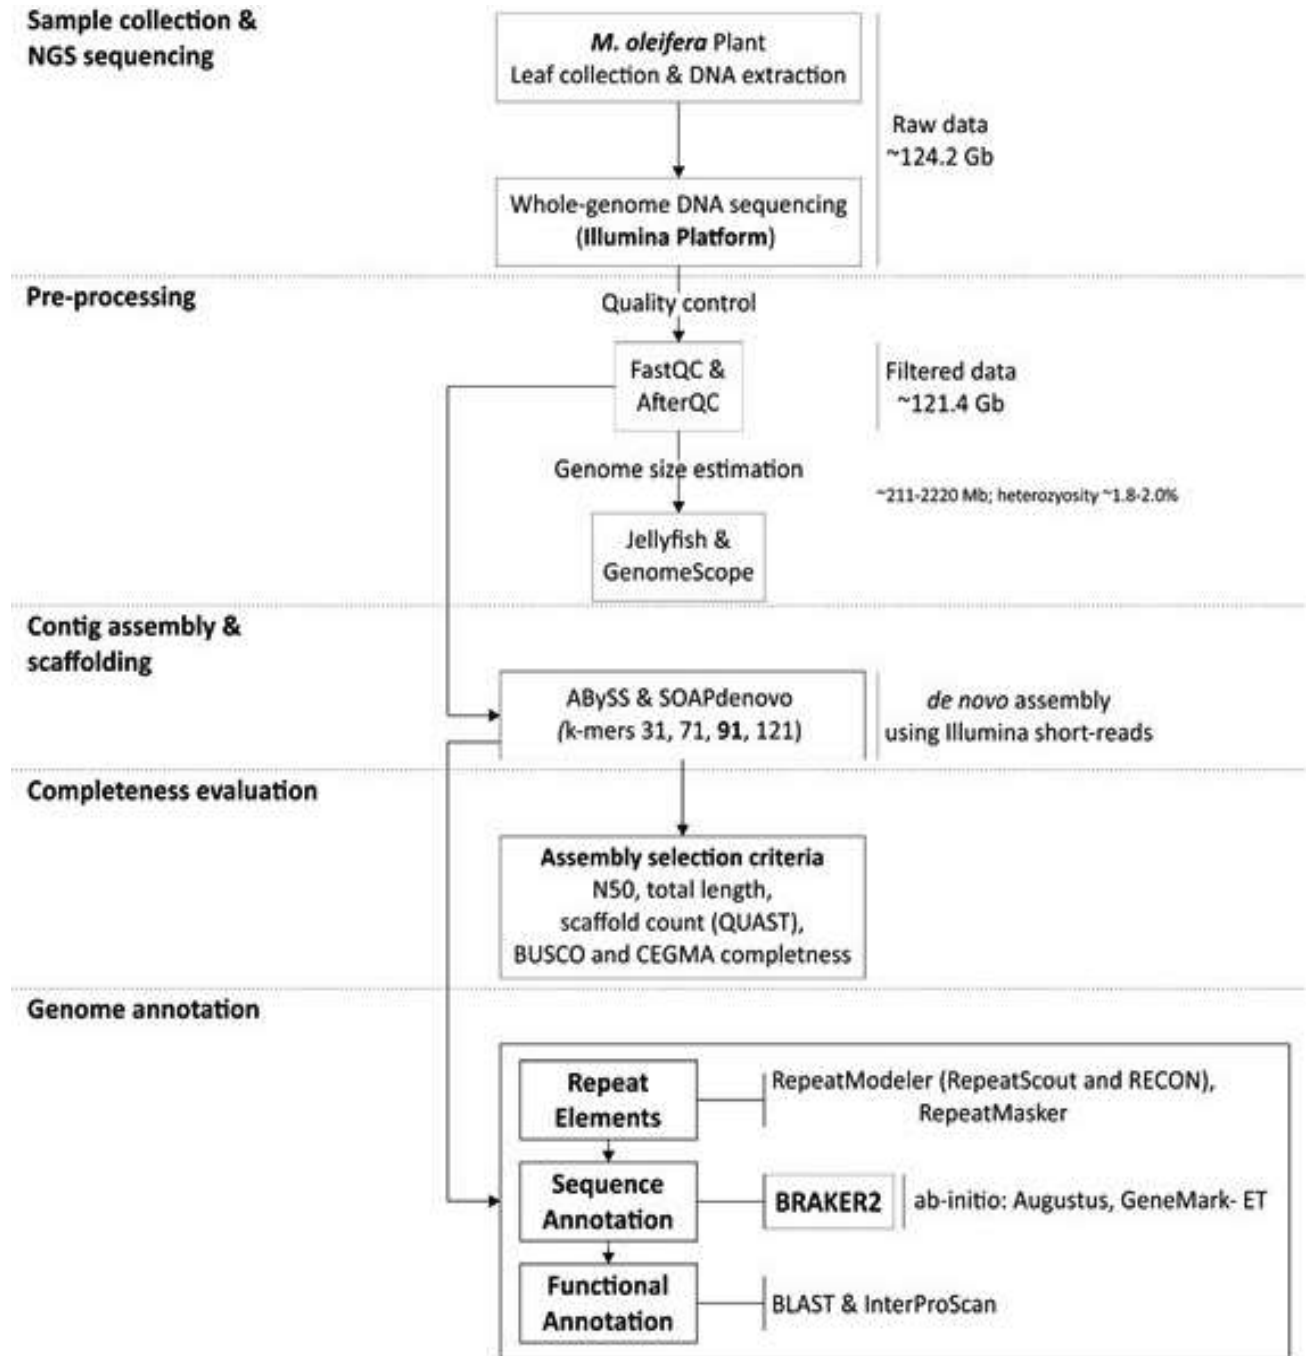 Sample collection &
NGS sequencing
M. oleifera Plant
Leaf collection & DNA extraction
Raw data
~124.2 Gb
Whole-genome DNA sequencing
(Illumina Platform)
Pre-processing
Quality control
FastQC &
AfterQC
Filtered data
~121.4 Gb
Genome size estimation
~211-2220 Mb; heterozyosity ~1.8-2.0%
Jellyfish &
GenomeScope
Contig assembly &
scaffolding
ABySS & SOAPdenovo
(k-mers 31, 71, 91, 121)
de novo assembly
using Illumina short-reads
Completeness evaluation
Assembly selection criteria
N50, total length,
scaffold count (QUAST),
BUSCO and CEGMA completness
Genome annotation
Repeat
Elements
RepeatModeler (RepeatScout and RECON),
RepeatMasker
Sequence
Annotation
BRAKER2
ab-initio: Augustus, GeneMark- ET
Functional
Annotation
BLAST & InterProScan